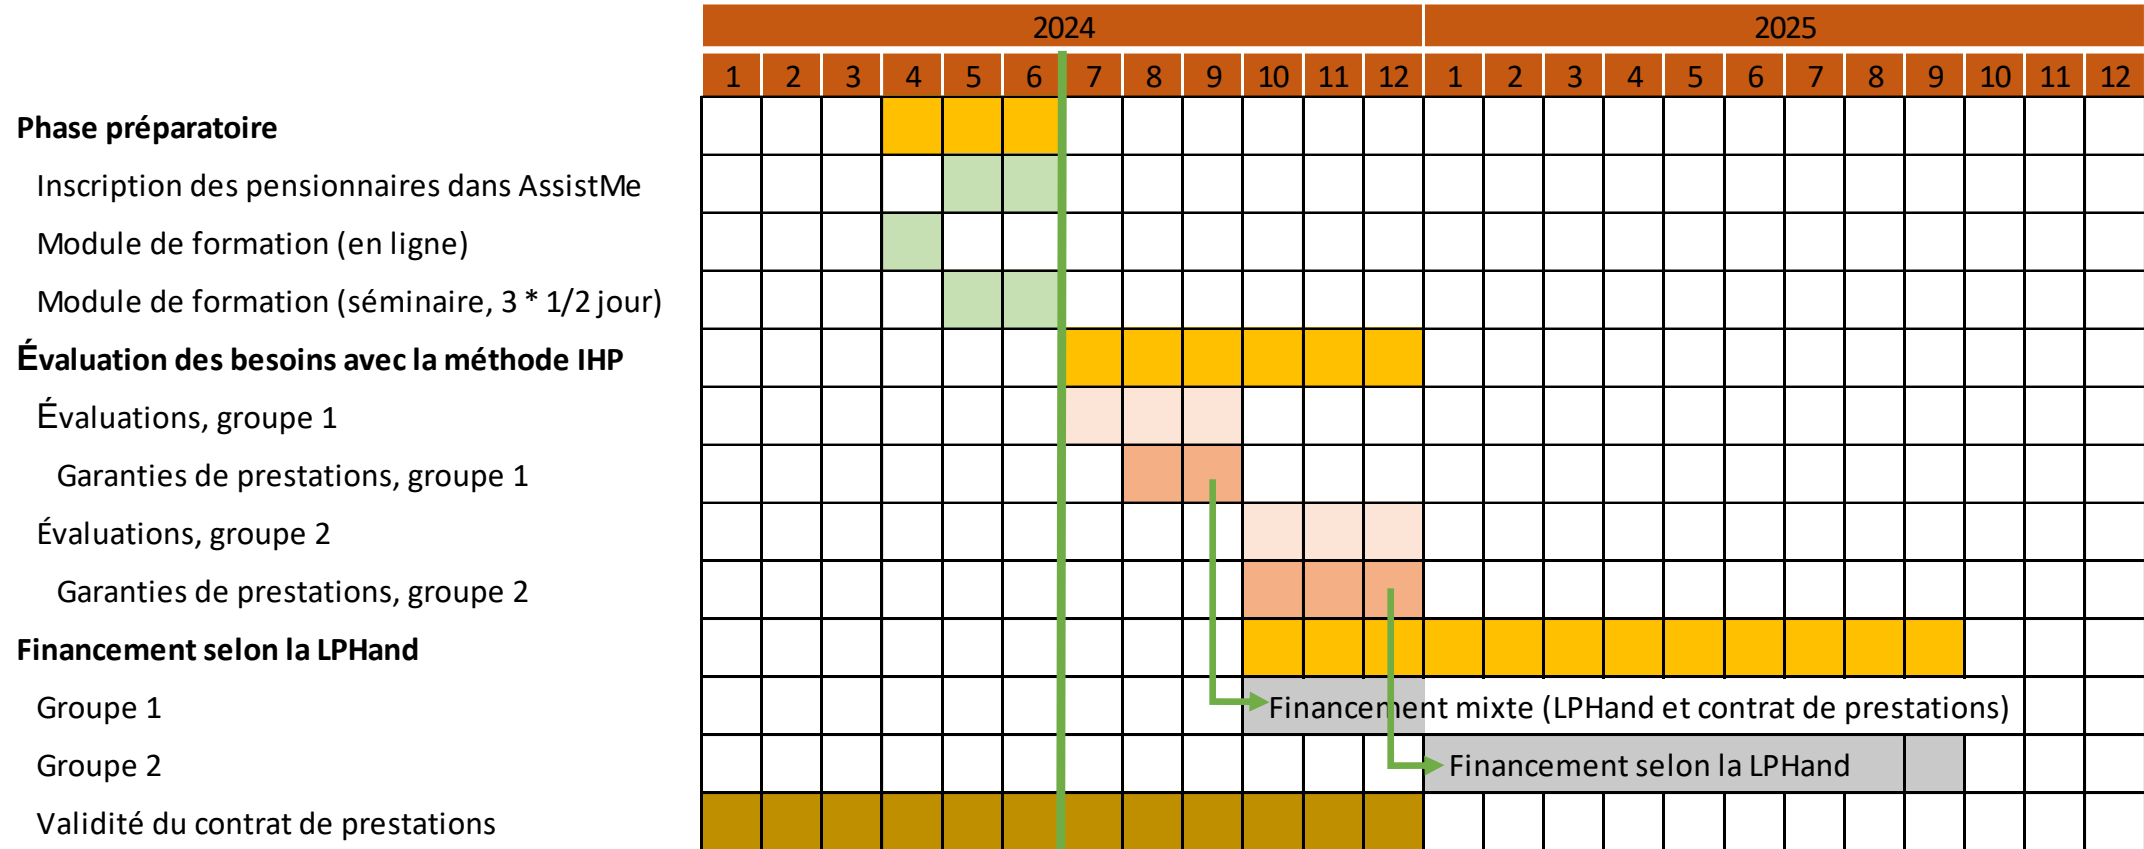 2024 2025
1 2 3 4 5 6 7 8 9 10 11 12 1 2 3 4 5 6 7 8 9 10 11 12
Phase préparatoire
Inscription des pensionnaires dans AssistMe
Module de formation (en ligne)
Module de formation (séminaire, 3 * 1/2 jour)
Évaluation des besoins avec la méthode IHP
Évaluations, groupe 1
Garanties de prestations, groupe 1
Évaluations, groupe 2
Garanties de prestations, groupe 2
Financement selon la LPHand
Groupe 1 Financement mixte (LPHand et contrat de prestations)
Groupe 2 Financement selon la LPHand
Validité du contrat de prestations